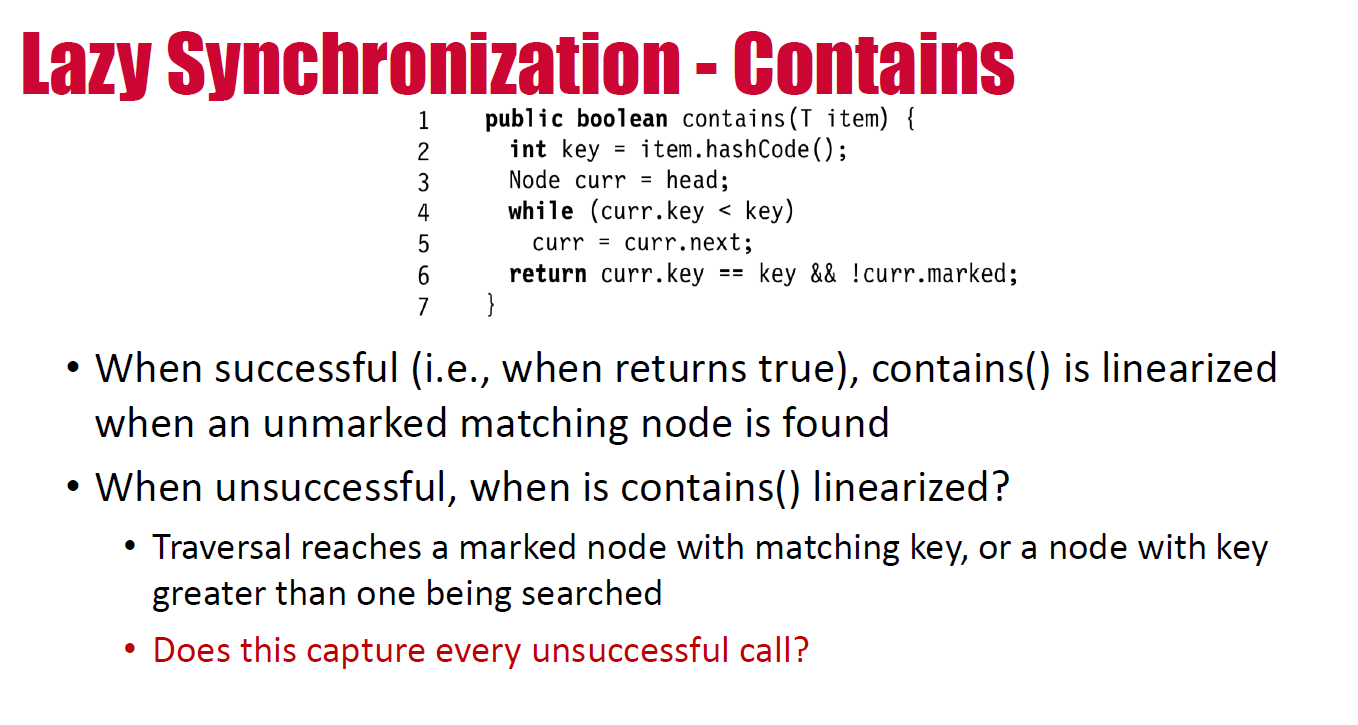 Lazy Synchronization - Contains
1 public boolean contains(T item) {
2 int key = item.hashCode();
3 Node curr = head;
4 while (curr.key < key)
5 curr = curr.next;
6 return curr.key == key && !curr.marked;
7 }
• When successful (i.e., when returns true), contains() is linearized
when an unmarked matching node is found
• When unsuccessful, when is contains() linearized?
• Traversal reaches a marked node with matching key, or a node with key
greater than one being searched
• Does this capture every unsuccessful call?